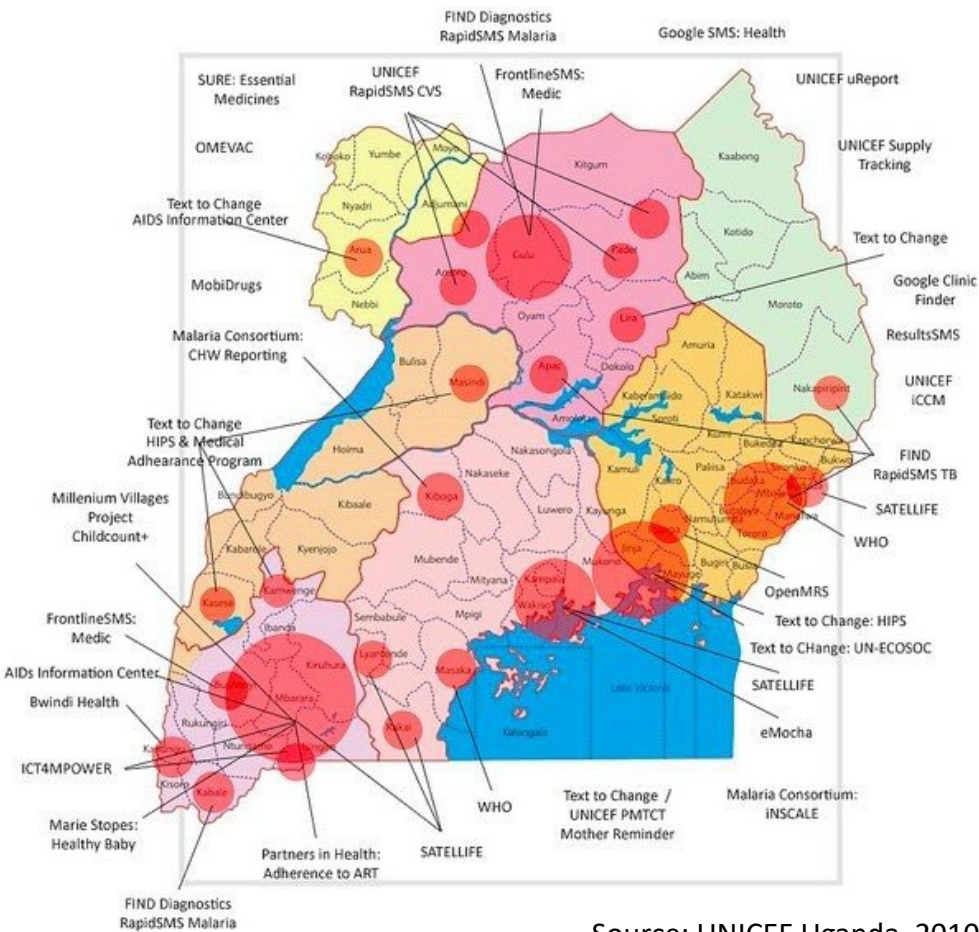 FIND Diagnostics
RapidSMS Malaria
Google SMS: Health
SURE: Essential
Medicines
UNICEF
RapidSMS CVS
FrontlineSMS:
Medic
UNICEF uReport
OMEVAC
UNICEF Supply
Tracking
Text to Change
AIDS Information Center
Text to Change
MobiDrugs
Google Clinic
Finder
Malaria Consortium:
CHW Reporting
ResultsSMS
UNICEF
iCCM
Text to Change
HIPS & Medical
Adhearance Program
FIND
RapidSMS TB
Millenium Villages
Project
Childcount+
SATELLIFE
WHO
OpenMRS
FrontlineSMS:
Medic
Text to Change: HIPS
Text to CHange: UN-ECOSOC
AIDs Information Center
SATELLIFE
Bwindi Health
eMocha
ICT4MPOWER
WHO
Text to Change /
UNICEF PMTCT
Mother Reminder
Malaria Consortium:
iNSCALE
Marie Stopes:
Healthy Baby
Partners in Health:
Adherence to ART
SATELLIFE
FIND Diagnostics
RapidSMS Malaria
Koboko
Yumbe
Moyo
Kitgum
Kaabong
Nyadri
Adjumani
Kotido
Arua
Gulu
Pader
Abim
Nebbi
Oyam
Lira
Moroto
Bulisa
Amuria
Masindi
Apac
Dokolo
Nakapiripirit
Kaberamaido
Katakwi
Soroti
Kumi
Bukedea
Kapchorwa
Bukwo
Hoima
Nakasongola
Kamuli
Pallisa
Kaliro
Sironko
Budaka
Nakaseke
Kiboga
Bundibugyo
Kibaale
Luwero
Kayunga
Namutumba
Butaleja
Manafwa
Tororo
Kabarole
Kyenjojo
Mubende
Mukono
Jinja
Mayuge
Bugiri
Busia
Mityana
Kampala
Wakiso
Kasese
Kamwenge
Sembabule
Mpigi
Ibanda
Kiruhura
Lyantonde
Masaka
Mbarara
Lake Victoria
Rukungiri
Ntungamo
Rakai
Kalangala
Kisoro
Kabale
Source: UNICEF Uganda, 2010